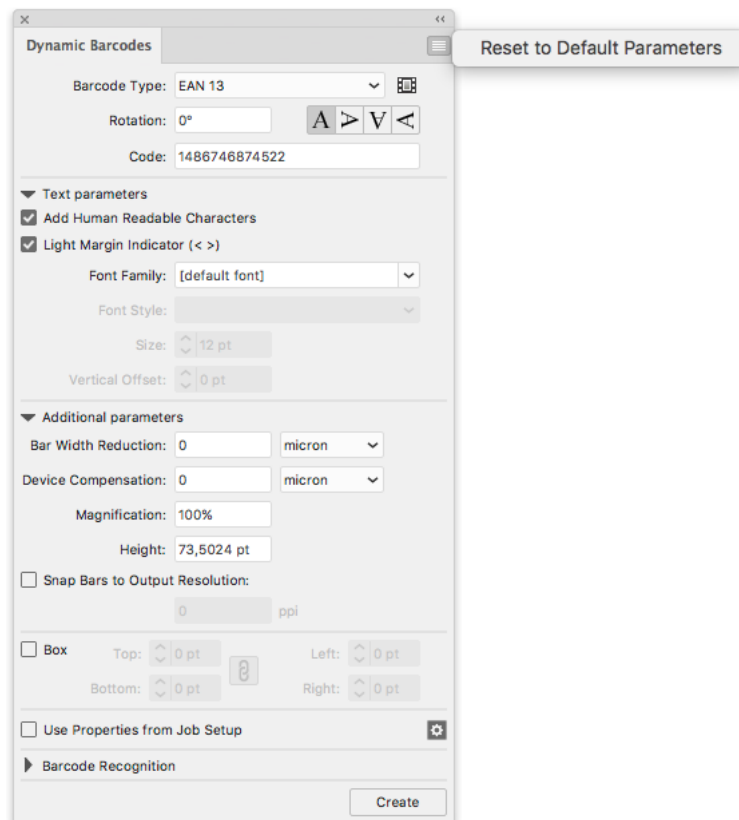 Dynamic Barcodes
Reset to Default Parameters
Barcode Type: EAN 13
Rotation: 0° A A A A
Code: 1486746874522
Text parameters
Add Human Readable Characters
Light Margin Indicator (< >)
Font Family: [default font]
Font Style:
Size: 12 pt
Vertical Offset: 0 pt
Additional parameters
Bar Width Reduction: 0 micron
Device Compensation: 0 micron
Magnification: 100%
Height: 73,5024 pt
Snap Bars to Output Resolution:
0 ppi
Box Top: 0 pt Left: 0 pt
Bottom: 0 pt Right: 0 pt
Use Properties from Job Setup
Barcode Recognition
Create